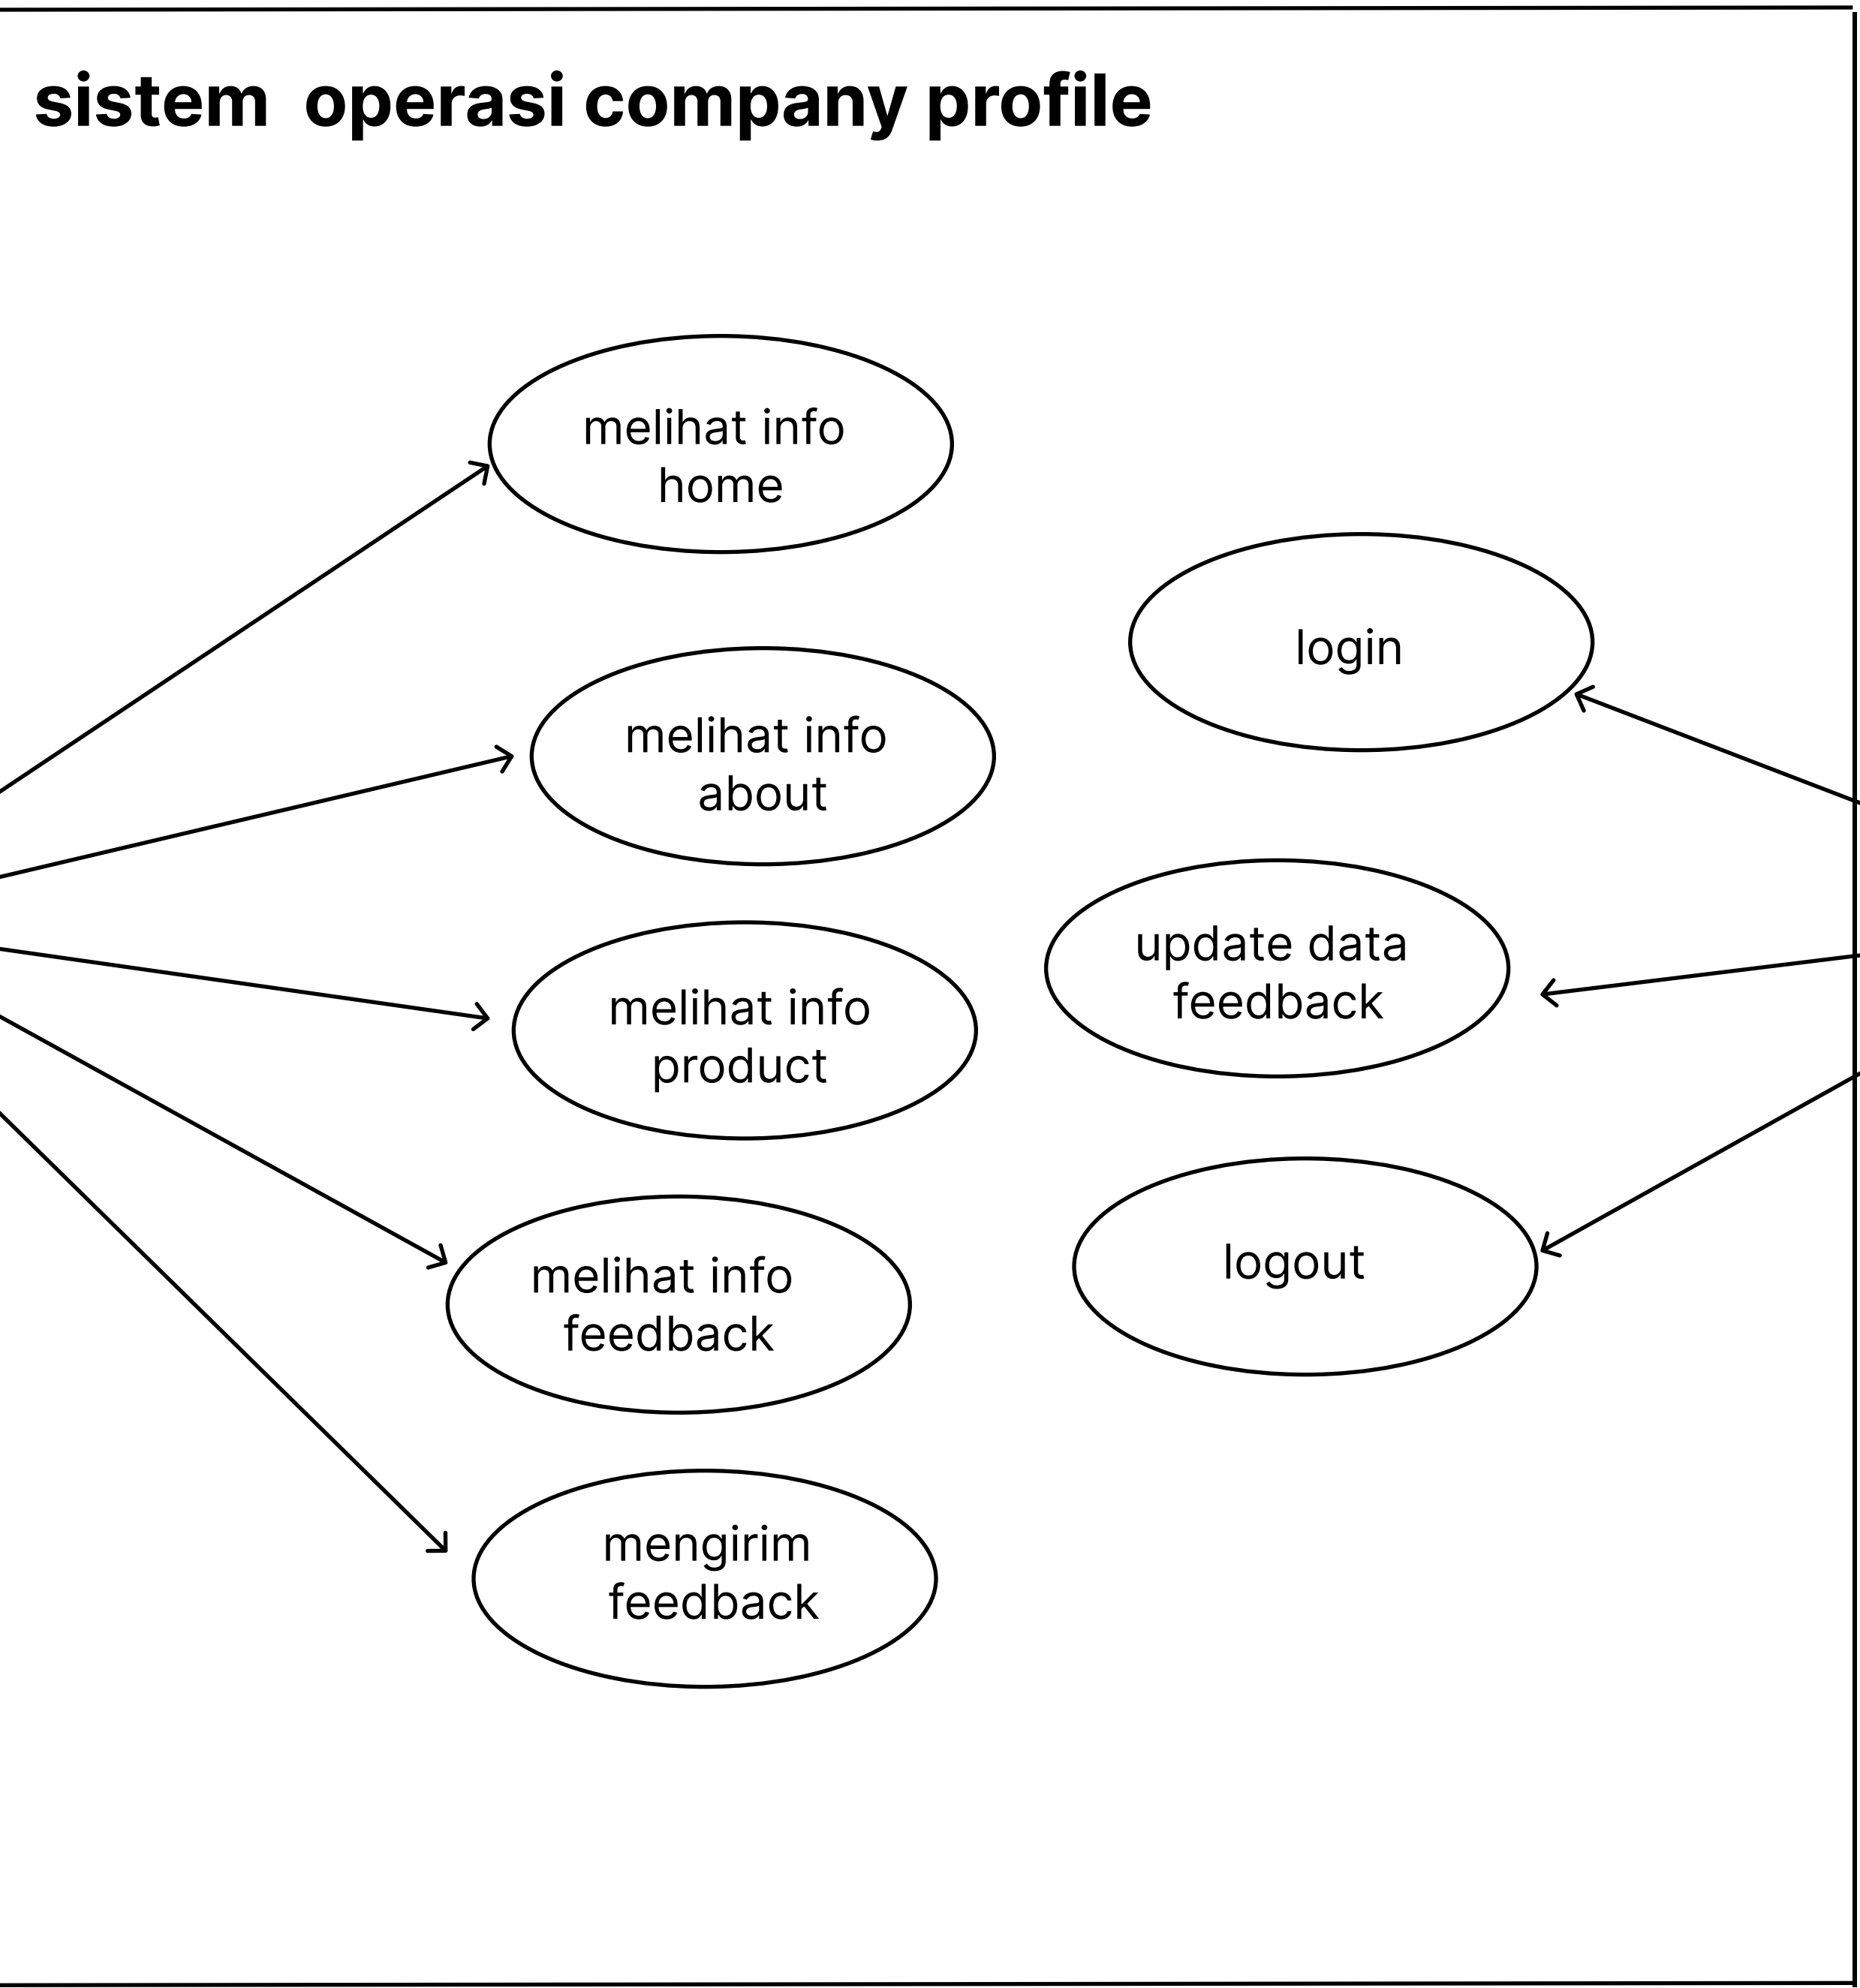 sistem  operasi company profile
melihat info
home
melihat info
about
melihat info
product
melihat info
feedback
mengirim
feedback
login
update data
feedback
logout